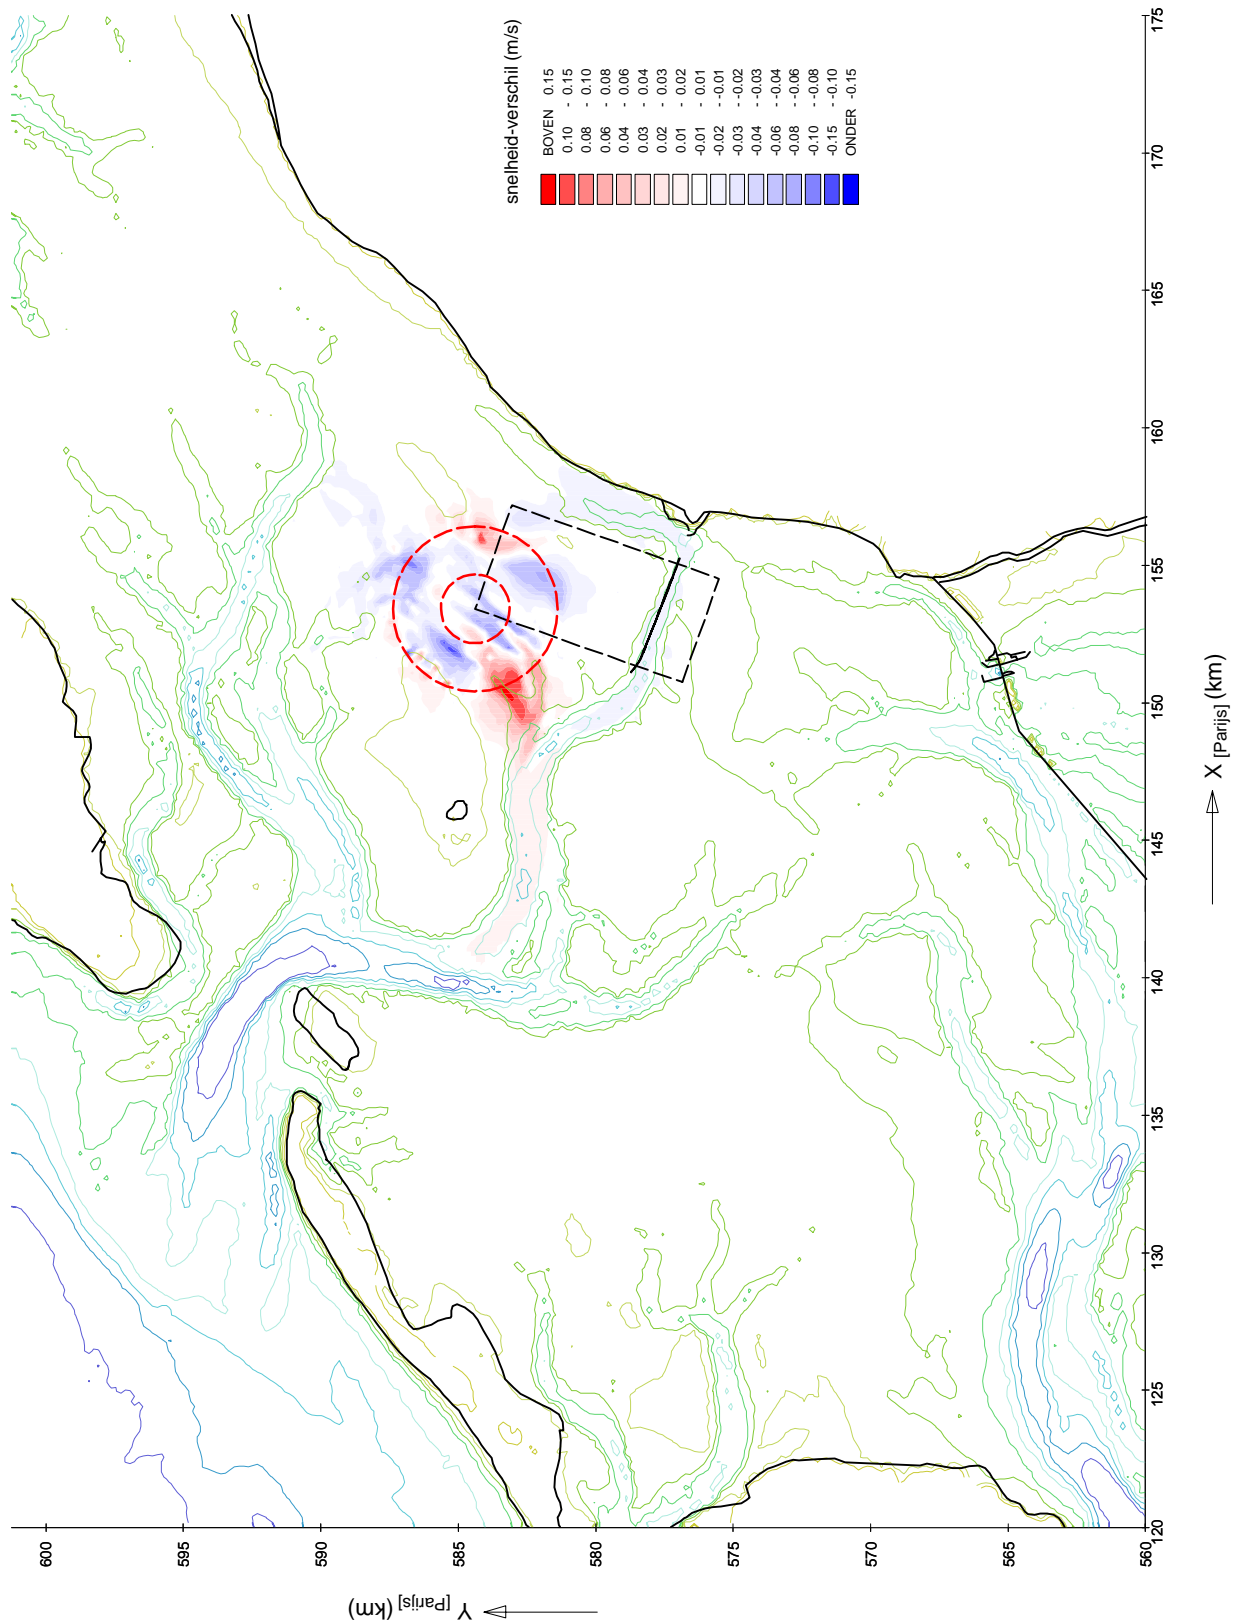 snelheid-verschil (m/s)
BOVEN 0.15
0.10 - 0.15
0.08 - 0.10
0.06 - 0.08
0.04 - 0.06
0.03 - 0.04
0.02 - 0.03
0.01 - 0.02
-0.01 - 0.01
-0.02 - -0.01
-0.03 - -0.02
-0.04 - -0.03
-0.06 - -0.04
-0.08 - -0.06
-0.10 - -0.08
-0.15 - -0.10
ONDER -0.15
600
595
590
585
580
575
570
565
560
Y [Parijs] (km)
120
125
130
135
140
145
150
155
160
165
170
175
X [Parijs] (km)